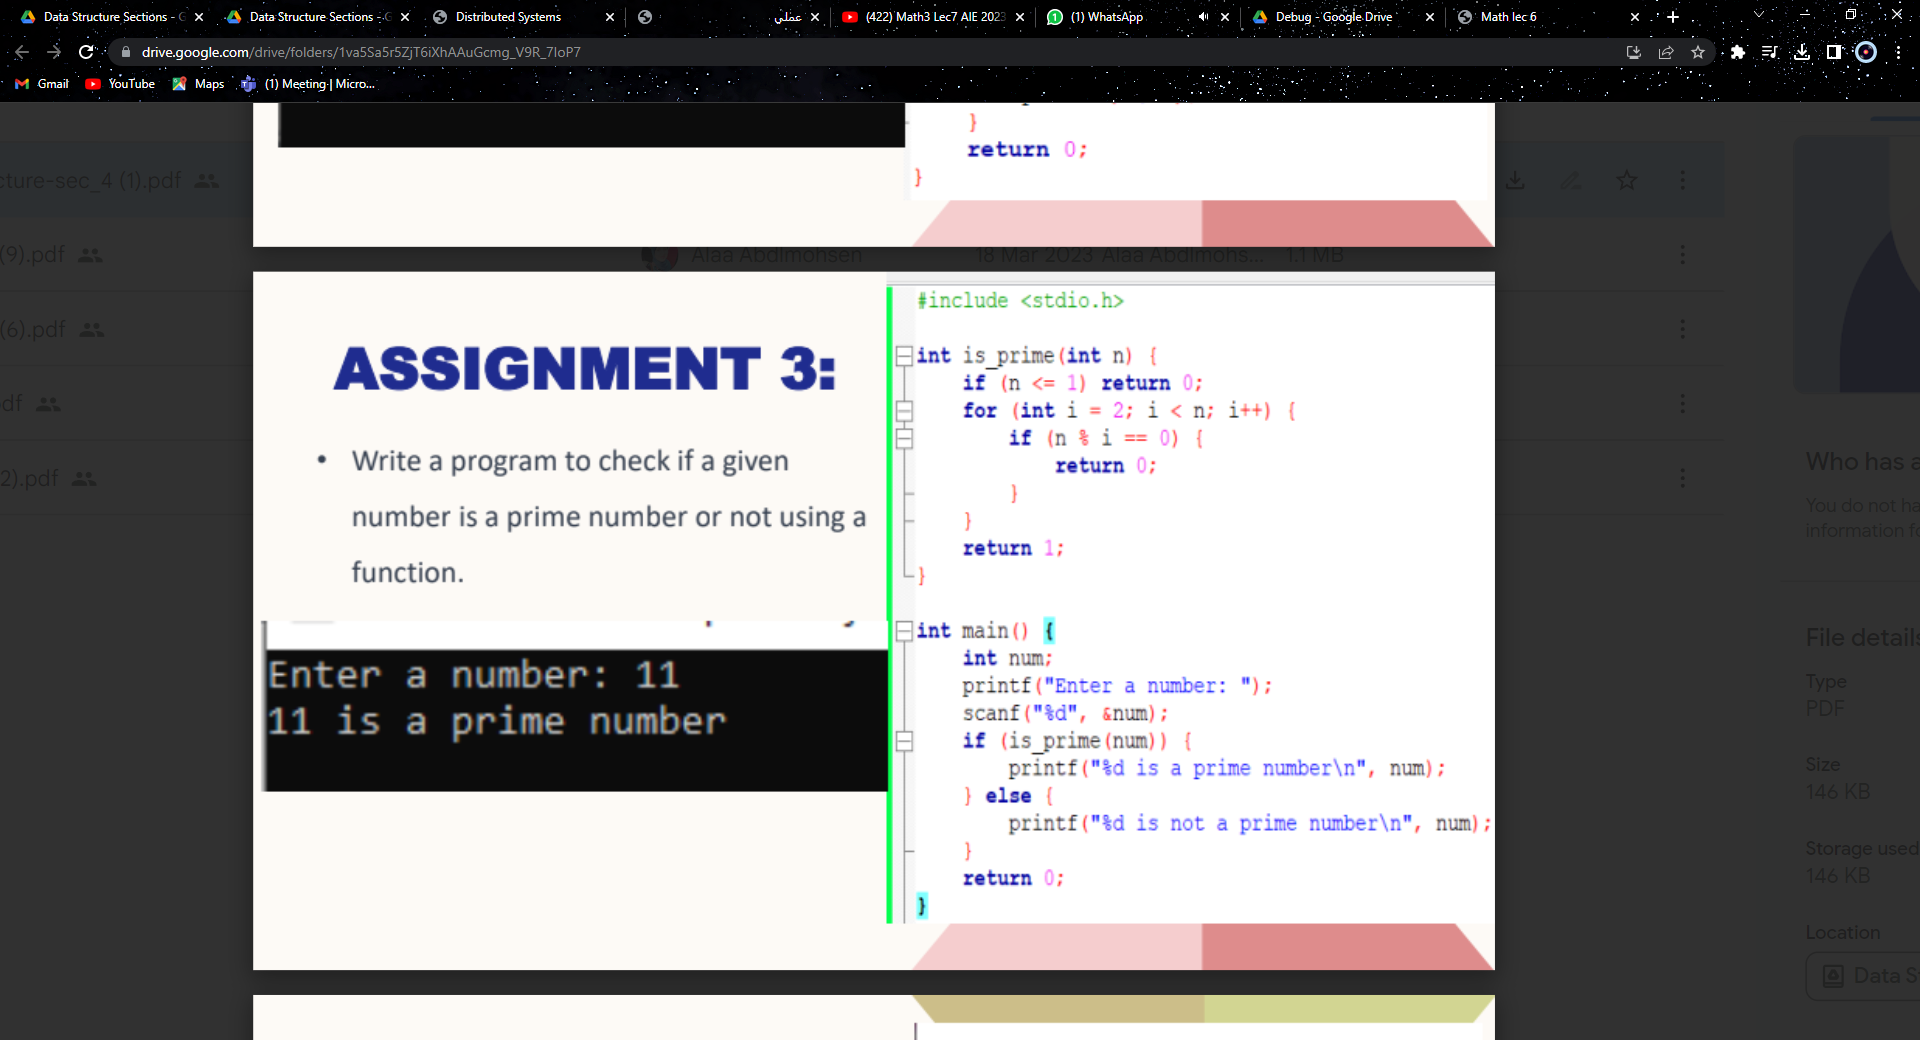 Data Structure Sections - G
Data Structure Sections - G
Distributed Systems
عملي
(422) Math3 Lec7 AIE 2023
(1) WhatsApp
Debug - Google Drive
Math lec 6
drive.google.com/drive/folders/1va5Sa5r5ZjT6iXhAAuGcmg_V9R_7IoP7
Gmail
YouTube
Maps
(1) Meeting | Micro...
}
return 0;
}
cture-sec_4 (1).pdf
(9).pdf
Alaa Abdlmohsen
18 Mar 2023 Alaa Abdlmohs...
1.1 MB
(6).pdf
df
2).pdf
ASSIGNMENT 3:
• Write a program to check if a given
number is a prime number or not using a
function.
Enter a number: 11
11 is a prime number
#include <stdio.h>
int is_prime(int n) {
if (n <= 1) return 0;
for (int i = 2; i < n; i++) {
if (n % i == 0) {
return 0;
}
}
return 1;
}
int main() {
int num;
printf("Enter a number: ");
scanf("%d", &num);
if (is_prime(num)) {
printf("%d is a prime number\n", num);
} else {
printf("%d is not a prime number\n", num);
}
return 0;
}
Who has a
You do not ha
information fo
File details
Type
PDF
Size
146 KB
Storage used
146 KB
Location
Data S